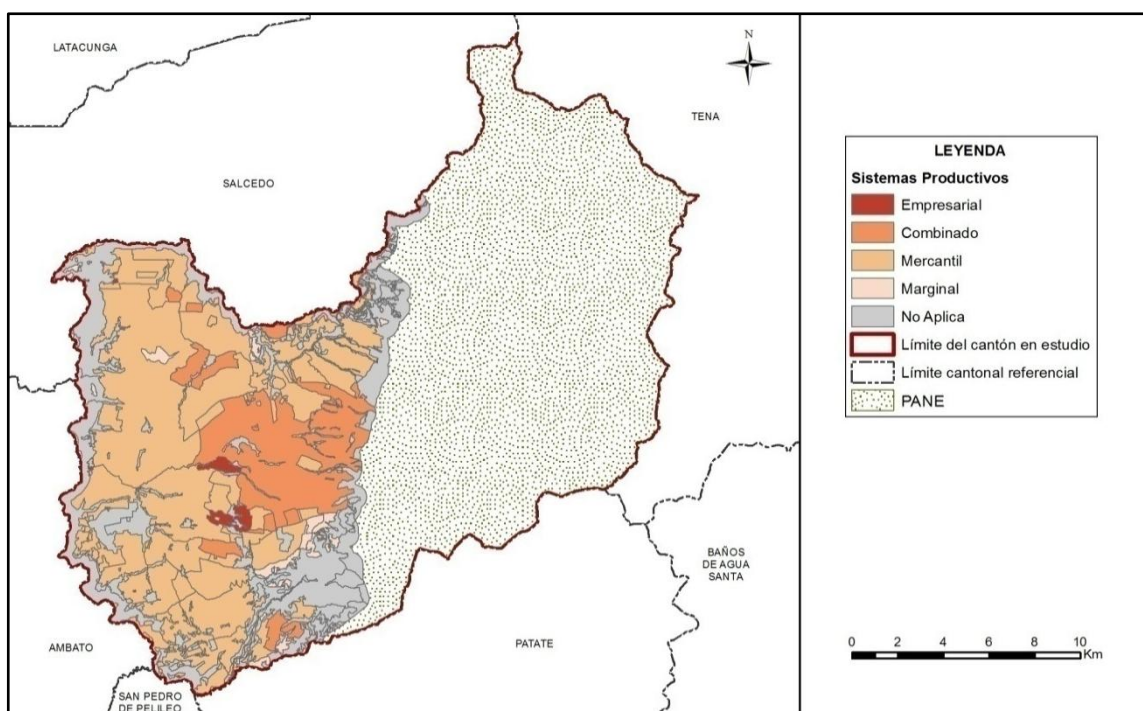 LATACUNGA
N
TENA
SALCEDO
AMBATO
SAN PEDRO
DE PELILEO
PATATE
BAÑOS
DE AGUA
SANTA
LEYENDA
Sistemas Productivos
Empresarial
Combinado
Mercantil
Marginal
No Aplica
Límite del cantón en estudio
Límite cantonal referencial
PANE
0 2 4 6 8 10
Km